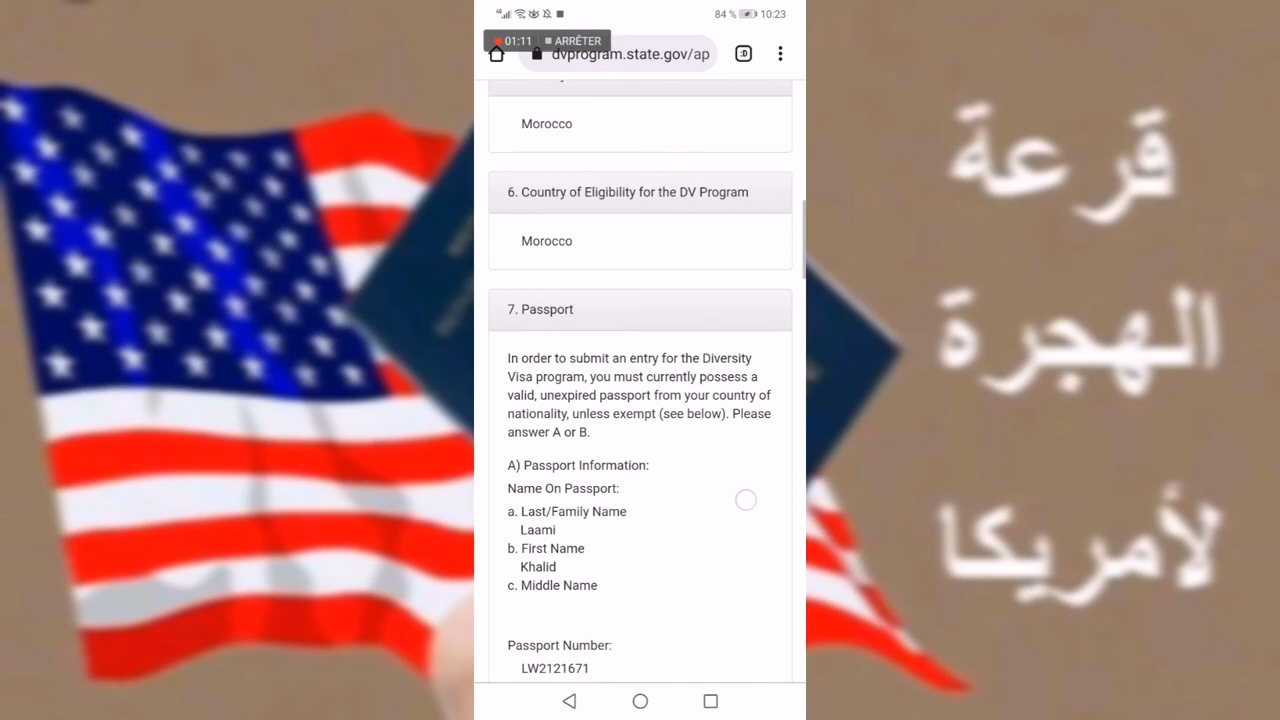 84 % 10:23
01:11 ARRÊTER
dvprogram.state.gov/ap
Morocco
6. Country of Eligibility for the DV Program
Morocco
7. Passport
In order to submit an entry for the Diversity
Visa program, you must currently possess a
valid, unexpired passport from your country of
nationality, unless exempt (see below). Please
answer A or B.
A) Passport Information:
Name On Passport:
a. Last/Family Name
Laami
b. First Name
Khalid
c. Middle Name
Passport Number:
LW2121671
قرعة
الهجرة
لأمريكا